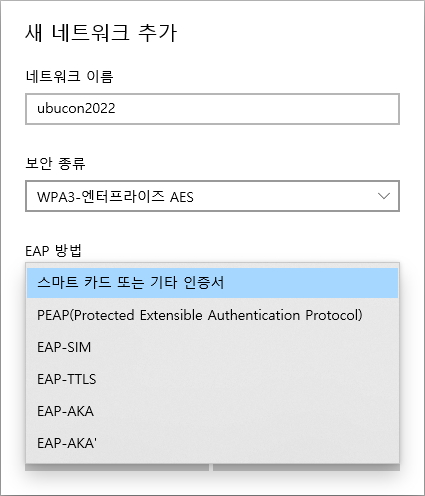 새 네트워크 추가
네트워크 이름
ubucon2022
보안 종류
WPA3-엔터프라이즈 AES
EAP 방법
스마트 카드 또는 기타 인증서
PEAP(Protected Extensible Authentication Protocol)
EAP-SIM
EAP-TTLS
EAP-AKA
EAP-AKA'